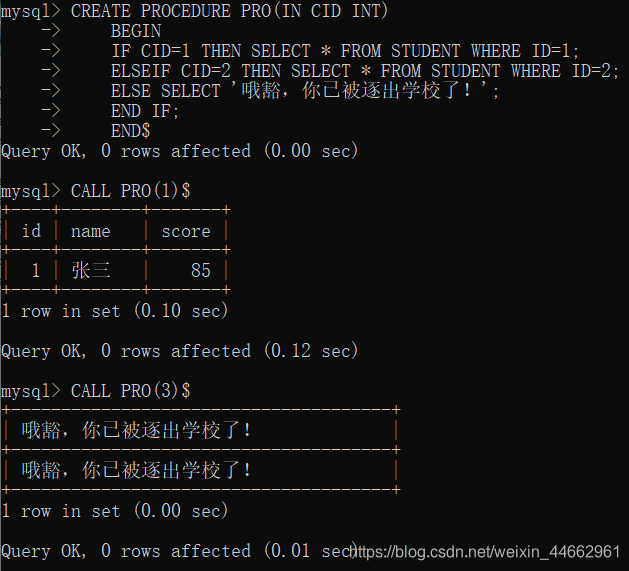 mysql> CREATE PROCEDURE PRO(IN CID INT)
    ->     BEGIN
    ->     IF CID=1 THEN SELECT * FROM STUDENT WHERE ID=1;
    ->     ELSEIF CID=2 THEN SELECT * FROM STUDENT WHERE ID=2;
    ->     ELSE SELECT '哦豁，你已被逐出学校了！';
    ->     END IF;
    ->     END$
Query OK, 0 rows affected (0.00 sec)

mysql> CALL PRO(1)$
+----+--------+-------+
| id | name   | score |
+----+--------+-------+
|  1 | 张三   |    85 |
+----+--------+-------+
1 row in set (0.10 sec)

Query OK, 0 rows affected (0.12 sec)

mysql> CALL PRO(3)$
+--------------------------------------+
| 哦豁，你已被逐出学校了！             |
+--------------------------------------+
| 哦豁，你已被逐出学校了！             |
+--------------------------------------+
1 row in set (0.00 sec)

Query OK, 0 rows affected (0.01 sec)
https://blog.csdn.net/weixin_44662961